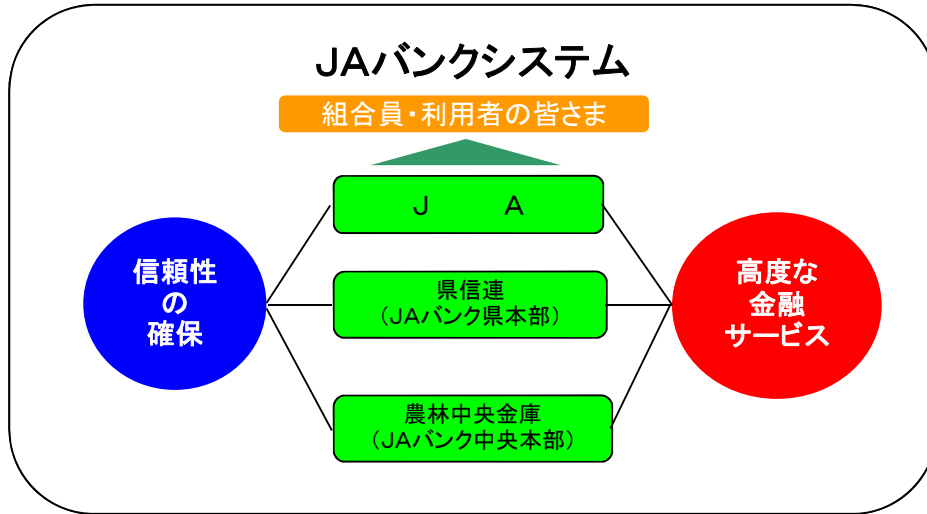 JAバンクシステム
組合員・利用者の皆さま
J A
信頼性
の
確保
県信連
(JAバンク県本部)
高度な
金融
サービス
農林中央金庫
(JAバンク中央本部)